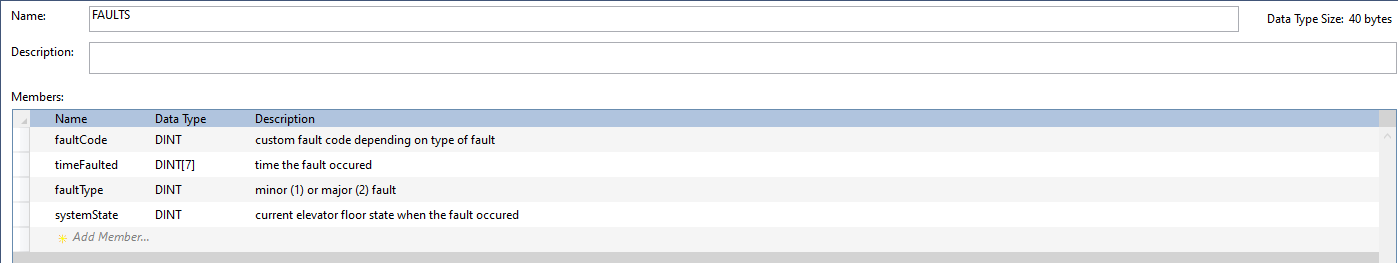 Name: FAULTS Data Type Size: 40 bytes
Description:
Members:
Name Data Type Description
faultCode DINT custom fault code depending on type of fault
timeFaulted DINT[7] time the fault occured
faultType DINT minor (1) or major (2) fault
systemState DINT current elevator floor state when the fault occured
Add Member...